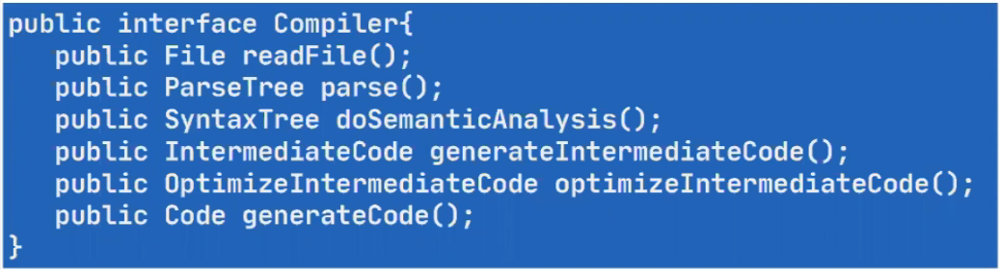 public interface Compiler{
   public File readFile();
   public ParseTree parse();
   public SyntaxTree doSemanticAnalysis();
   public IntermediateCode generateIntermediateCode();
   public OptimizeIntermediateCode optimizeIntermediateCode();
   public Code generateCode();
}